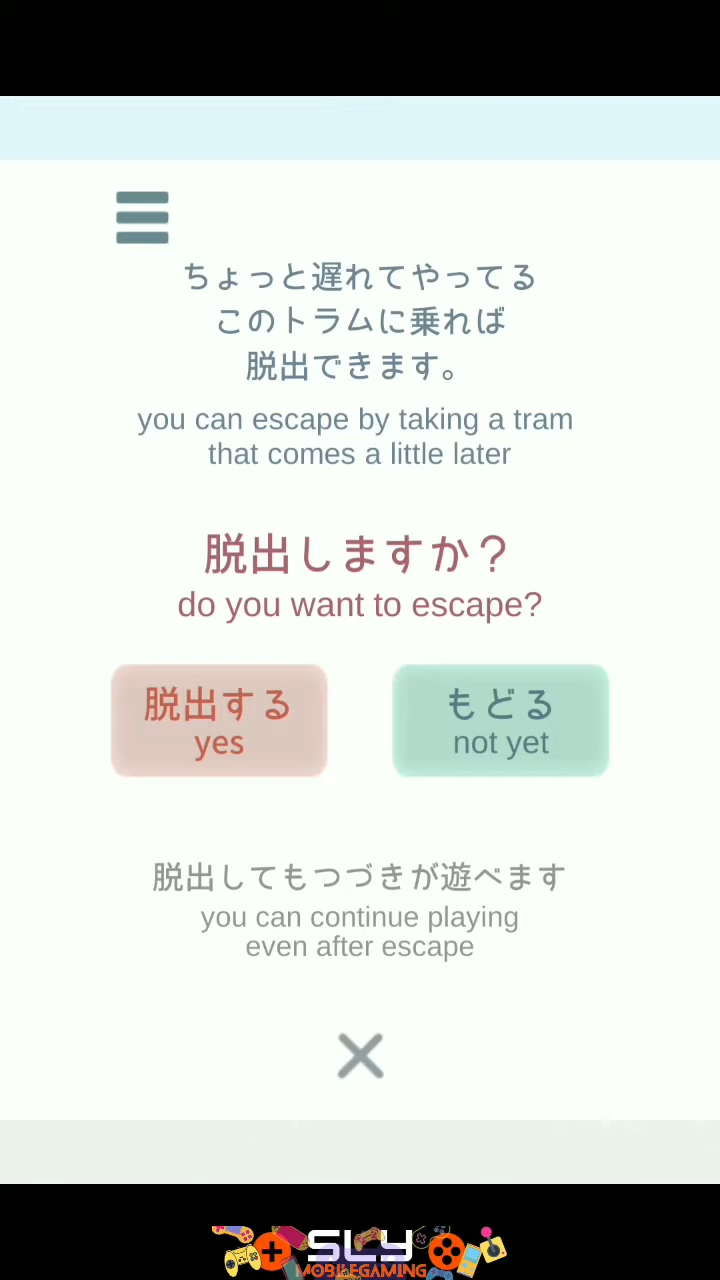 ちょっと遅れてやってる
このトラムに乗れば
脱出できます。
you can escape by taking a tram
that comes a little later
脱出しますか？
do you want to escape?
脱出する
yes
もどる
not yet
脱出してもつづきが遊べます
you can continue playing
even after escape
SLY
MOBILEGAMING